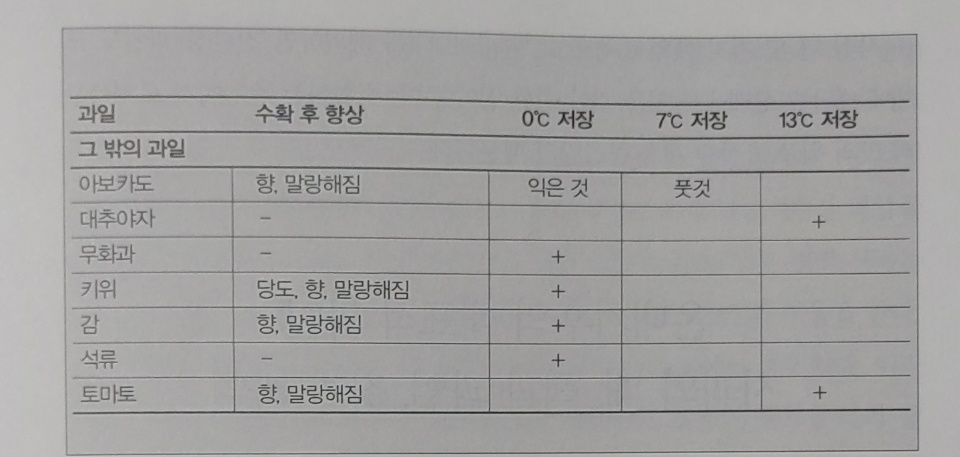 과일 수확 후 향상 0℃ 저장 7℃ 저장 13℃ 저장
그 밖의 과일
아보카도 향, 말랑해짐 익은 것 풋것
대추야자 – +
무화과 – +
키위 당도, 향, 말랑해짐 +
감 향, 말랑해짐 +
석류 – +
토마토 향, 말랑해짐 +